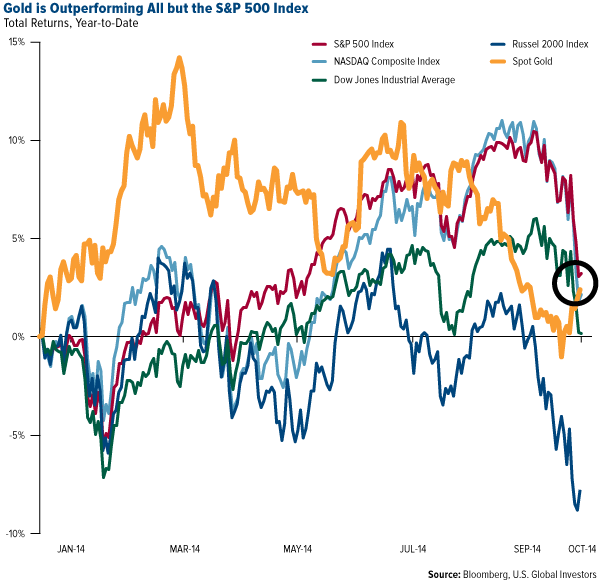 Gold is Outperforming All but the S&P 500 Index
Total Returns, Year-to-Date
15%
10%
5%
0%
-5%
-10%
S&P 500 Index
NASDAQ Composite Index
Dow Jones Industrial Average
Russel 2000 Index
Spot Gold
JAN-14
MAR-14
MAY-14
JUL-14
SEP-14
OCT-14
Source: Bloomberg, U.S. Global Investors